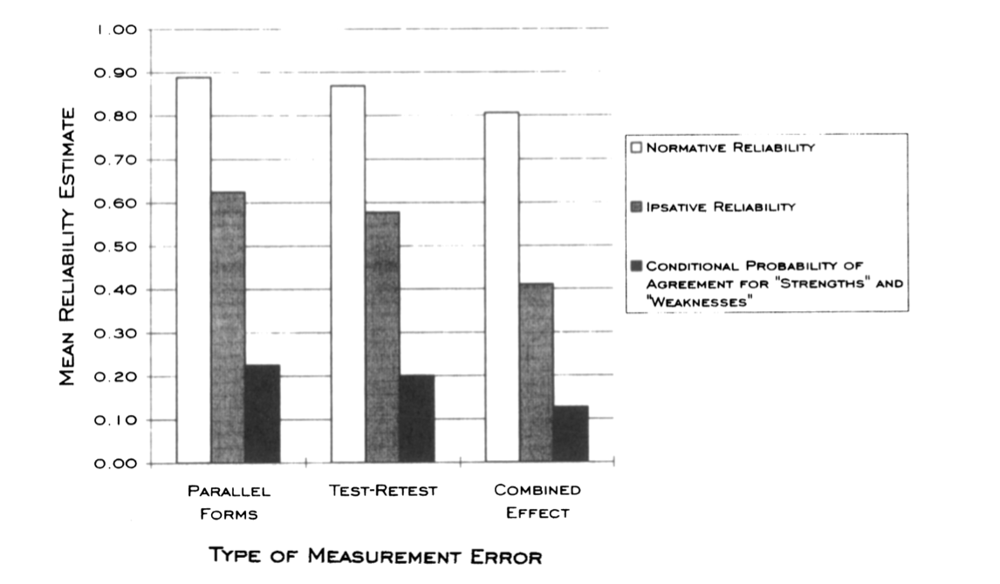 1.00
0.90
0.80
0.70
0.60
0.50
0.40
0.30
0.20
0.10
0.00
MEAN RELIABILITY ESTIMATE
PARALLEL
FORMS
TEST-RETEST
COMBINED
EFFECT
TYPE OF MEASUREMENT ERROR
NORMATIVE RELIABILITY
IPSATIVE RELIABILITY
CONDITIONAL PROBABILITY OF
AGREEMENT FOR "STRENGTHS" AND
"WEAKNESSES"